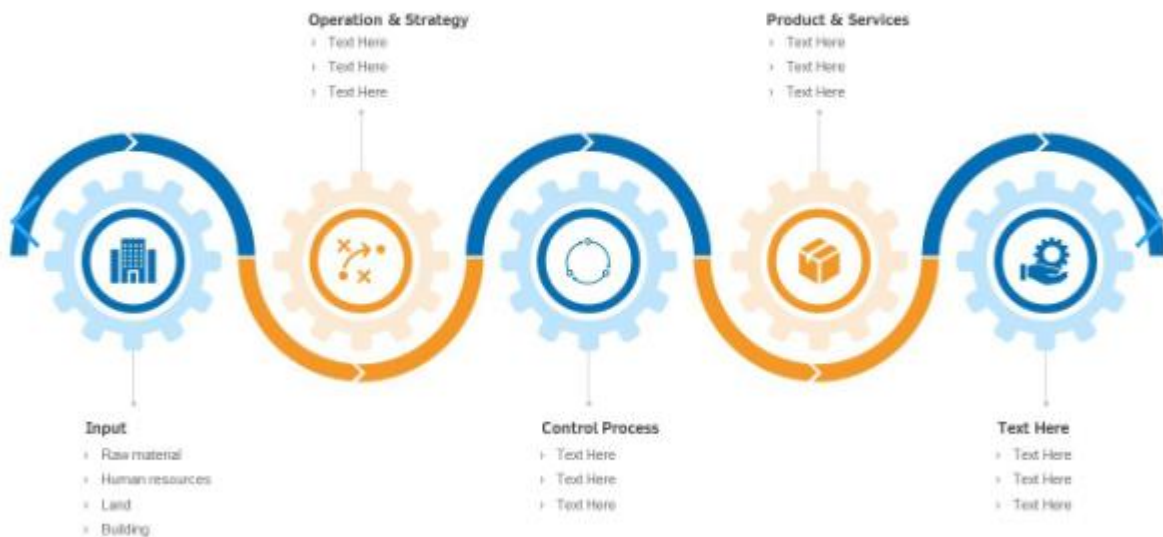 Operation & Strategy
› Text Here
› Text Here
› Text Here
Product & Services
› Text Here
› Text Here
› Text Here
Input
› Raw material
› Human resources
› Land
› Building
Control Process
› Text Here
› Text Here
› Text Here
Text Here
› Text Here
› Text Here
› Text Here